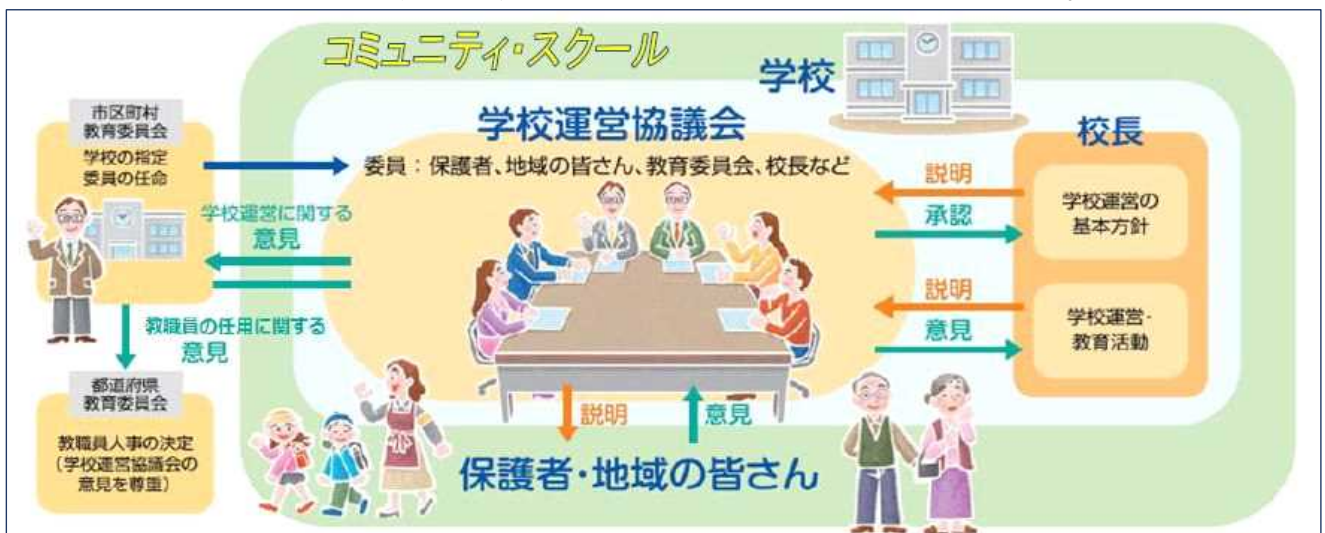 コミュニティ・スクール
学校
学校運営協議会
委員：保護者、地域の皆さん、教育委員会、校長など
市区町村
教育委員会
学校の指定
委員の任命
学校運営に関する
意見
教職員の任用に関する
意見
都道府県
教育委員会
教職員人事の決定
（学校運営協議会の
意見を尊重）
校長
説明
承認
学校運営の
基本方針
説明
意見
学校運営・
教育活動
説明
意見
保護者・地域の皆さん